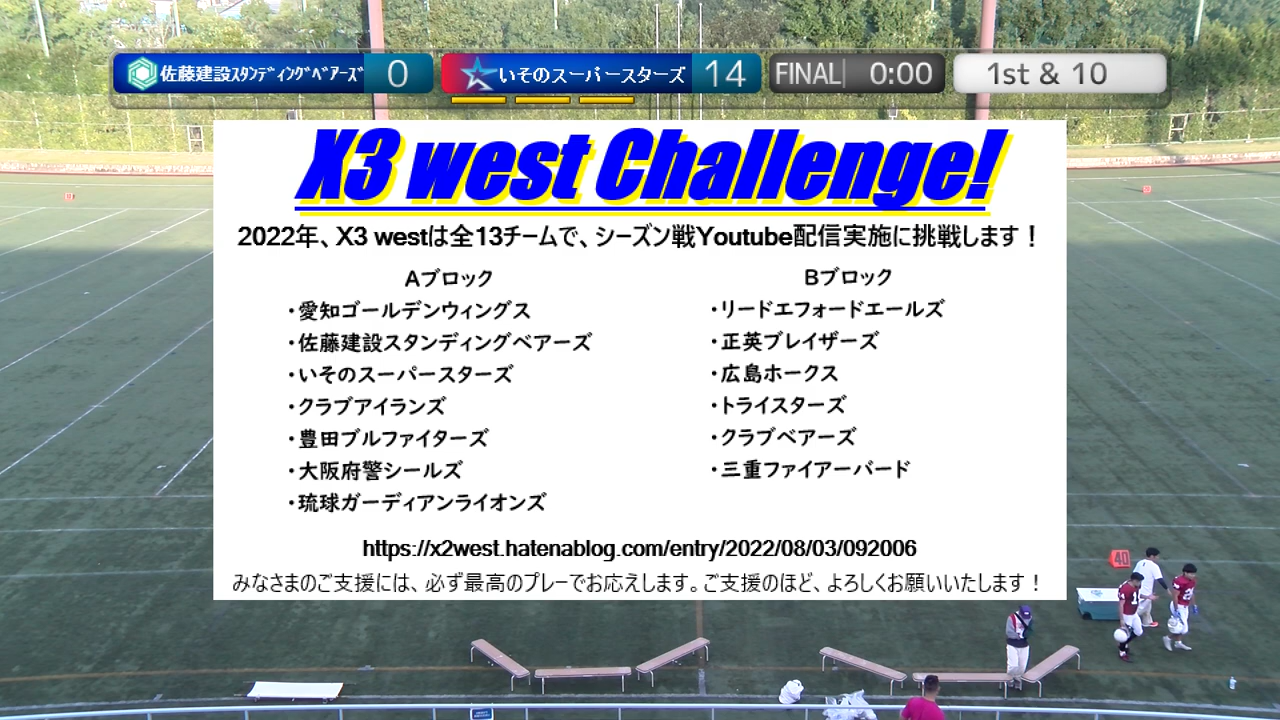 佐藤建設ｽﾀﾝﾃﾞｨﾝｸﾞﾍﾞｱｰｽﾞ 0 いそのスーパースターズ 14 FINAL 0:00 1st & 10
X3 west Challenge!
2022年、X3 westは全13チームで、シーズン戦Youtube配信実施に挑戦します！
Aブロック
・愛知ゴールデンウィングス
・佐藤建設スタンディングベアーズ
・いそのスーパースターズ
・クラブアイランズ
・豊田ブルファイターズ
・大阪府警シールズ
・琉球ガーディアンライオンズ
Bブロック
・リードエフォードエールズ
・正英ブレイザーズ
・広島ホークス
・トライスターズ
・クラブベアーズ
・三重ファイアーバード
https://x2west.hatenablog.com/entry/2022/08/03/092006
みなさまのご支援には、必ず最高のプレーでお応えします。ご支援のほど、よろしくお願いいたします！
40